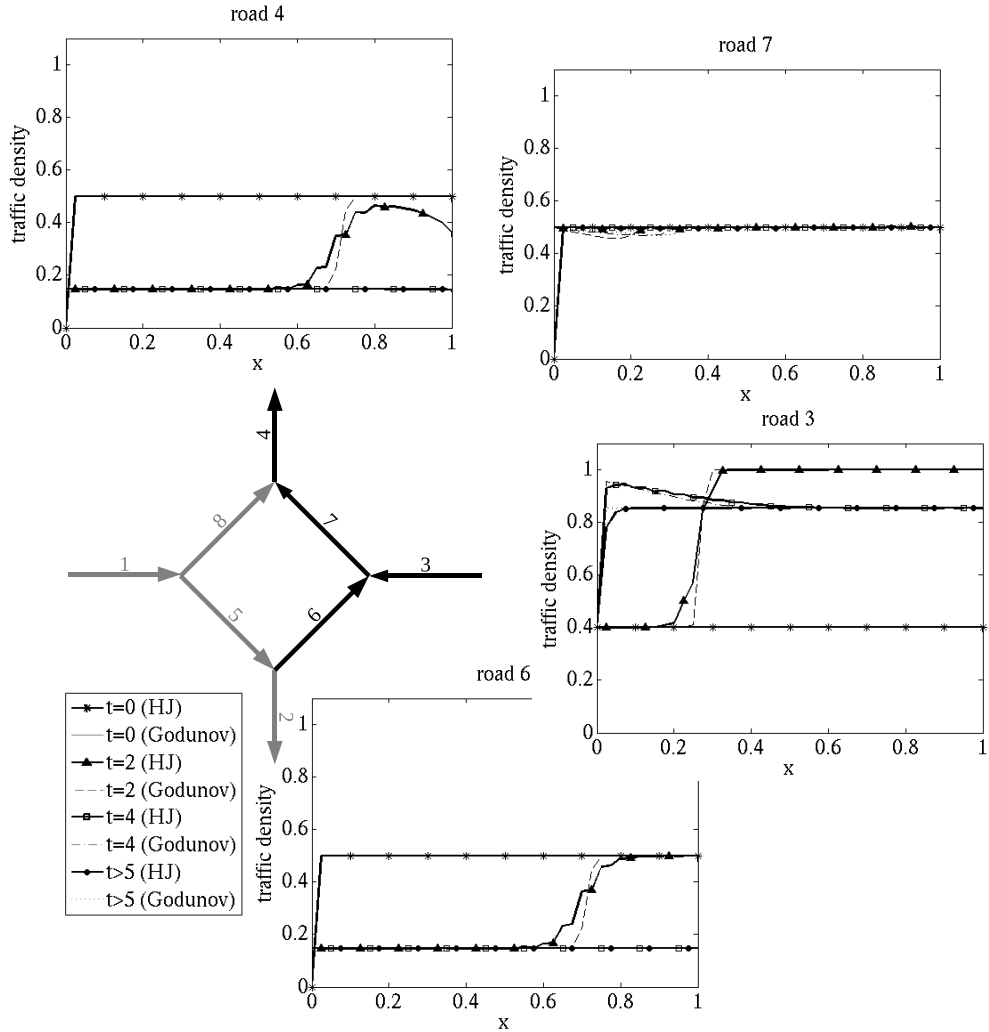 road 4
1
0.8
0.6
0.4
0.2
0
traffic density
0 0.2 0.4 0.6 0.8 1
x
road 7
1
0.8
0.6
0.4
0.2
0
traffic density
0 0.2 0.4 0.6 0.8 1
x
4
8
7
1
3
5
6
2
road 3
1
0.8
0.6
0.4
0.2
0
traffic density
0 0.2 0.4 0.6 0.8 1
x
t=0 (HJ)
t=0 (Godunov)
t=2 (HJ)
t=2 (Godunov)
t=4 (HJ)
t=4 (Godunov)
t>5 (HJ)
t>5 (Godunov)
road 6
1
0.8
0.6
0.4
0.2
0
traffic density
0 0.2 0.4 0.6 0.8 1
x